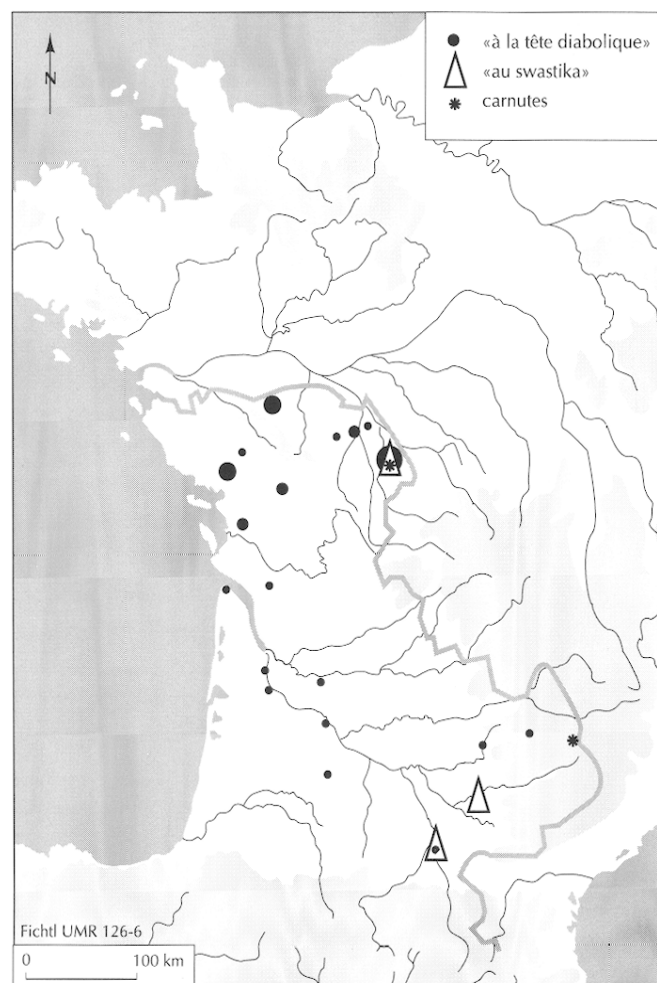 N
«à la tête diabolique»
«au swastika»
carnutes
Fichtl UMR 126-6
0 100 km